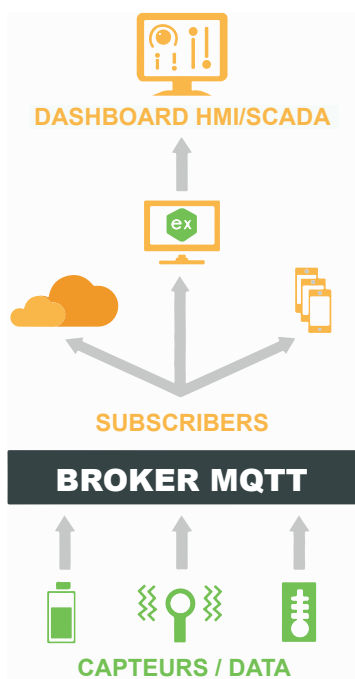 DASHBOARD HMI/SCADA
ex
SUBSCRIBERS
BROKER MQTT
CAPTEURS / DATA